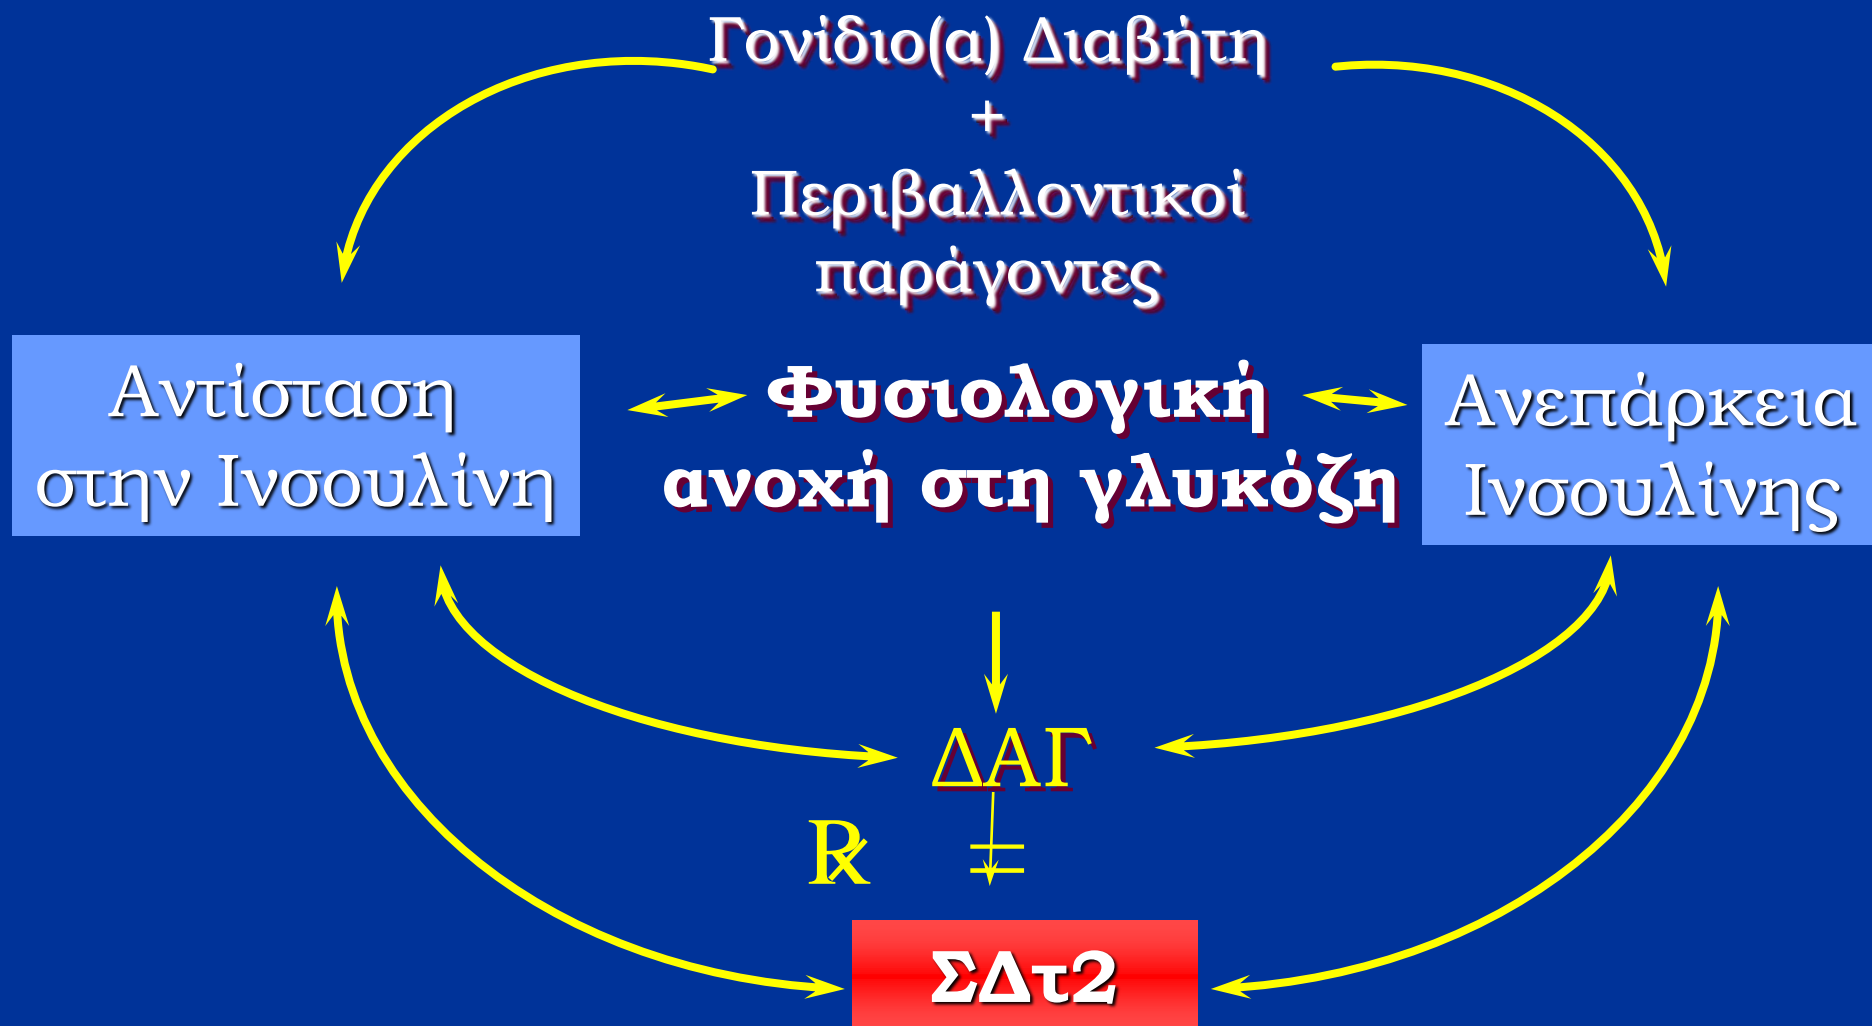 Γονίδιο(α) Διαβήτη
+
Περιβαλλοντικοί
παράγοντες
Αντίσταση
στην Ινσουλίνη
Φυσιολογική
ανοχή στη γλυκόζη
Ανεπάρκεια
Ινσουλίνης
ΔΑΓ
℞ =
ΣΔτ2